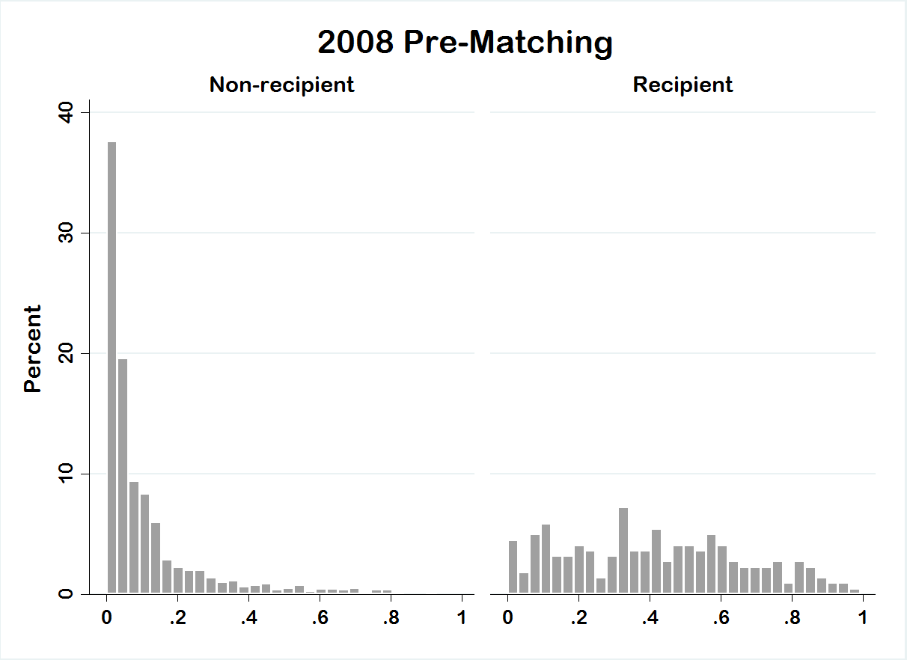 2008 Pre-Matching
Non-recipient Recipient
Percent
40
30
20
10
0
0 .2 .4 .6 .8 1 0 .2 .4 .6 .8 1